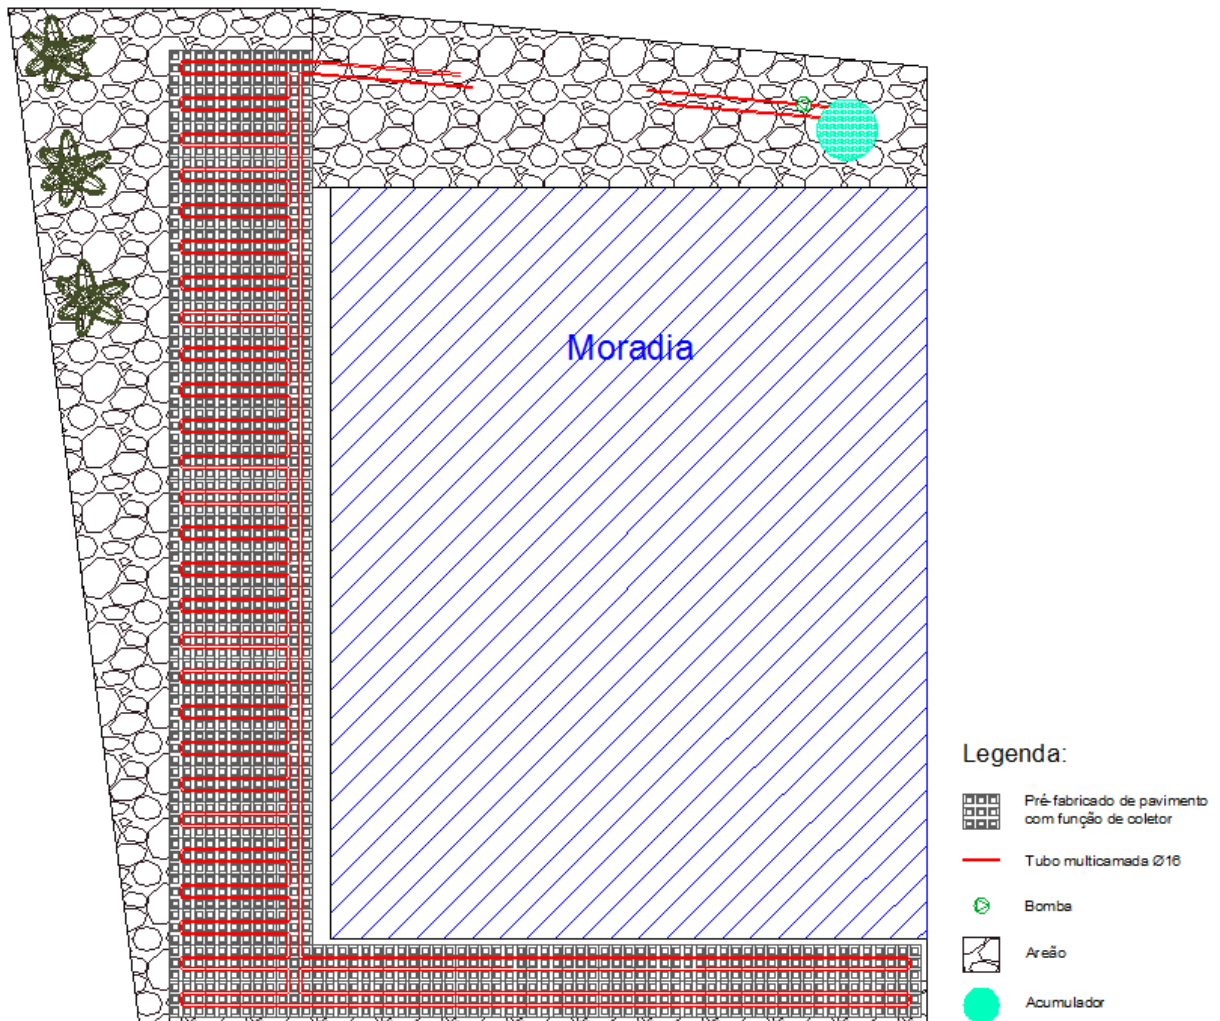 Moradia
Legenda:
Pré-fabricado de pavimento
com função de coletor
Tubo multicamada Ø16
Bomba
Areão
Acumulador